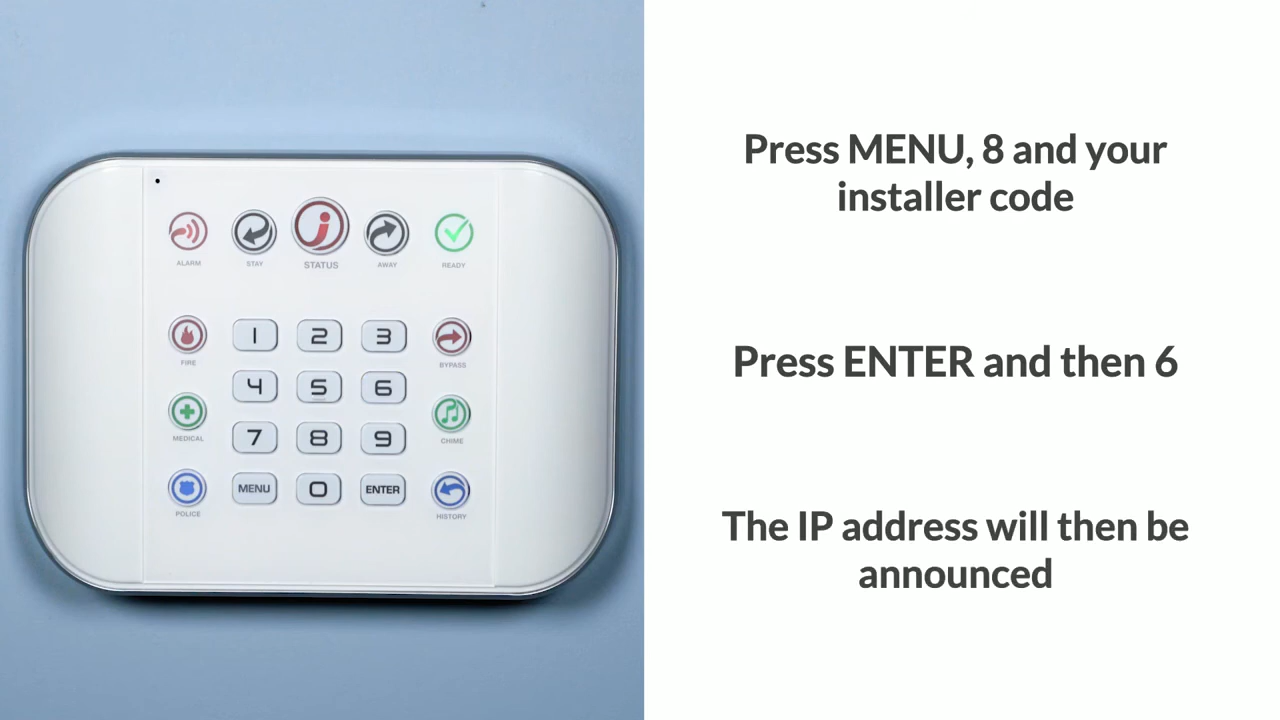 ALARM
STAY
STATUS
AWAY
READY
1
2
3
FIRE
BYPASS
4
5
6
MEDICAL
CHIME
7
8
9
POLICE
MENU
0
ENTER
HISTORY
Press MENU, 8 and your
installer code
Press ENTER and then 6
The IP address will then be
announced